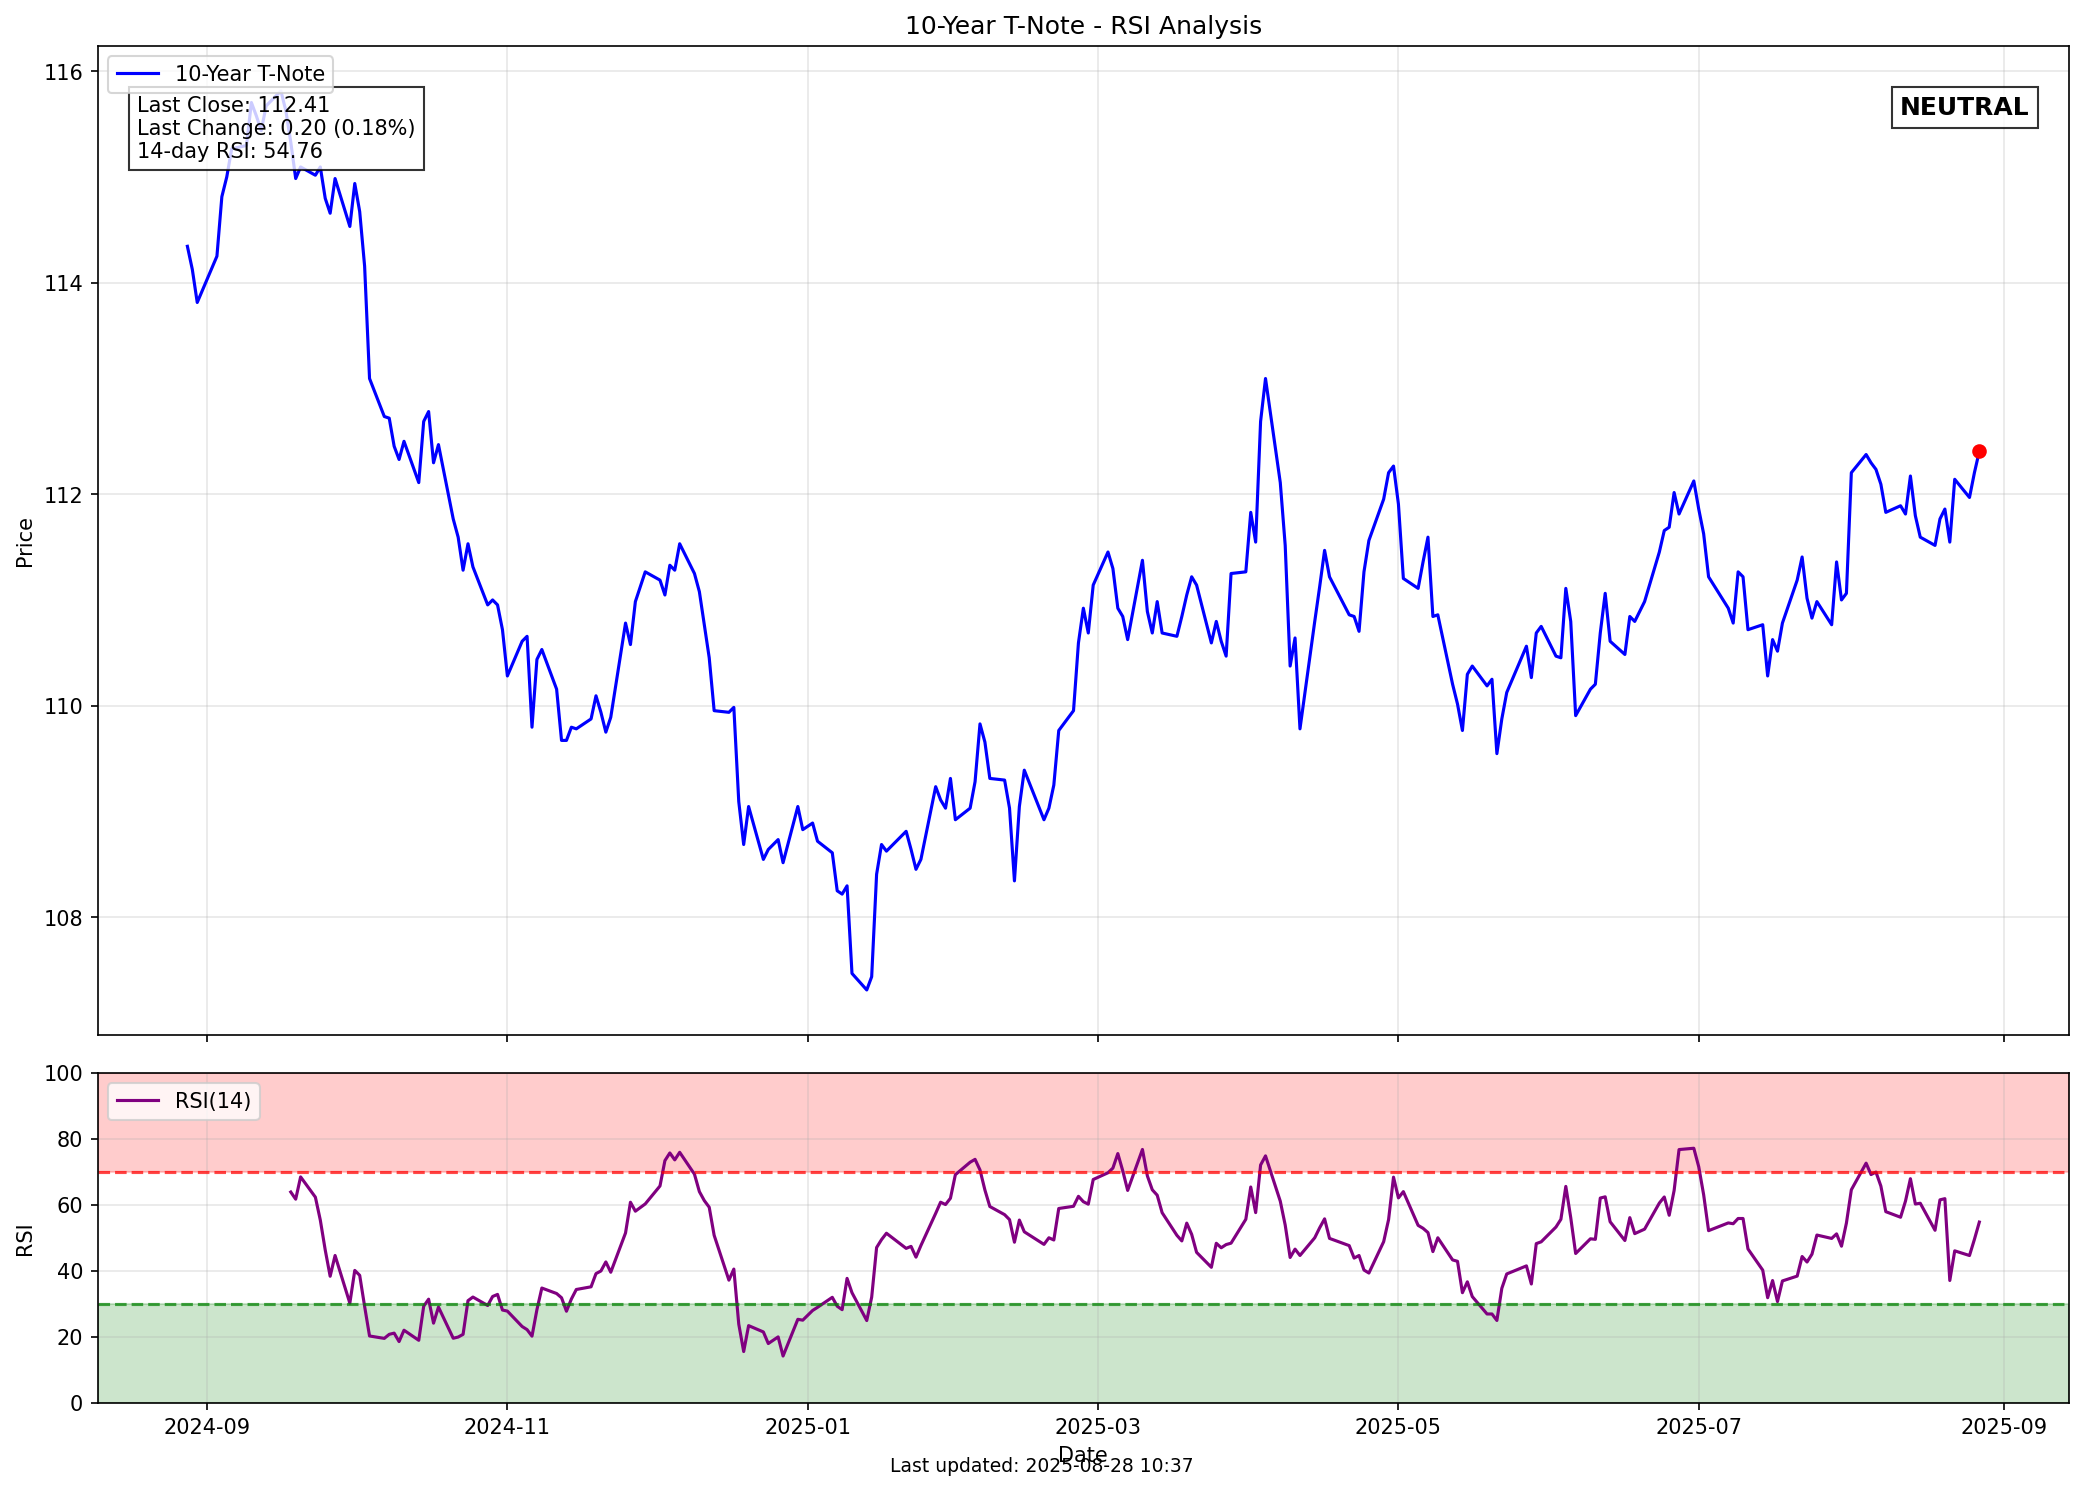 10-Year T-Note - RSI Analysis
10-Year T-Note
Last Close: 112.41
Last Change: 0.20 (0.18%)
14-day RSI: 54.76
NEUTRAL
116
114
112
110
108
Price
RSI(14)
100
80
60
40
20
0
RSI
2024-09
2024-11
2025-01
2025-03
2025-05
2025-07
2025-09
Date
Last updated: 2025-08-28 10:37